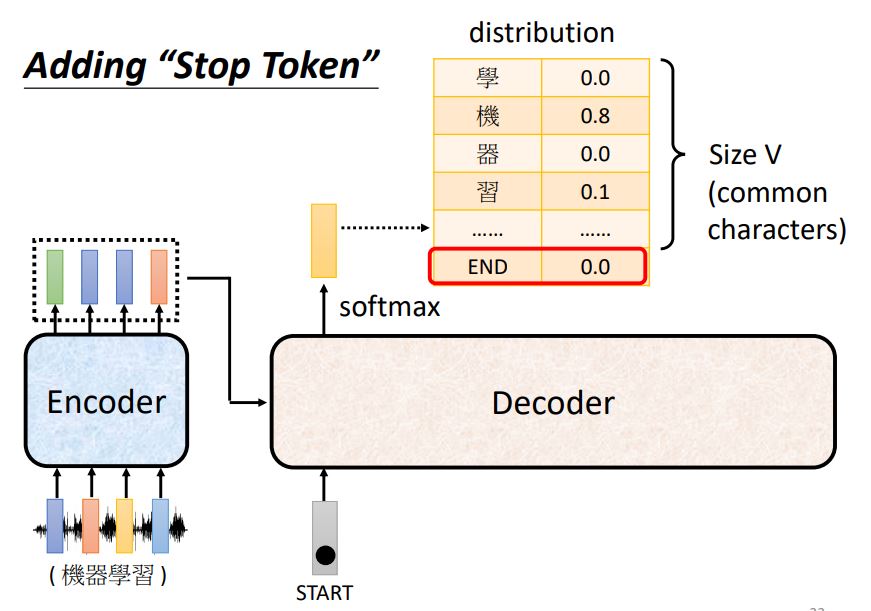 Adding “Stop Token”
distribution
學 0.0
機 0.8
器 0.0
習 0.1
...... ......
END 0.0
Size V
(common
characters)
softmax
Encoder
Decoder
( 機器學習 )
START